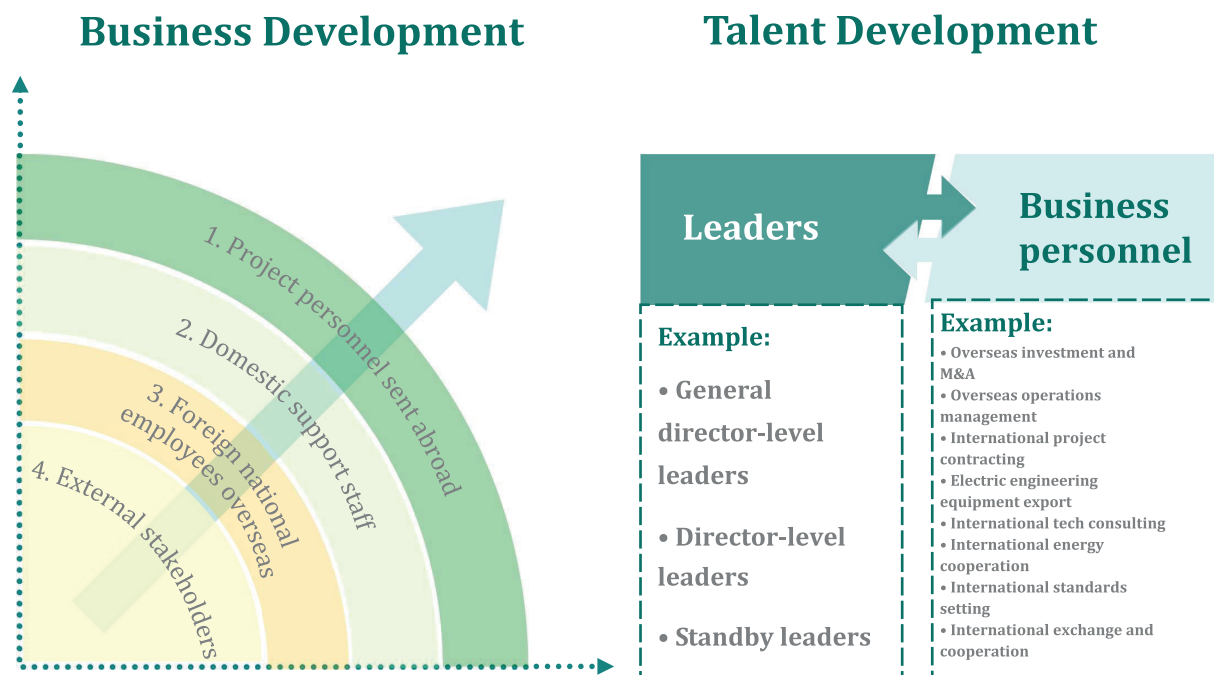 Business Development
1. Project personnel sent abroad
2. Domestic support staff
3. Foreign national
employees overseas
4. External stakeholders
Talent Development
Leaders
Example:
• General
director-level
leaders
• Director-level
leaders
• Standby leaders
Business
personnel
Example:
• Overseas investment and
M&A
• Overseas operations
management
• International project
contracting
• Electric engineering
equipment export
• International tech consulting
• International energy
cooperation
• International standards
setting
• International exchange and
cooperation